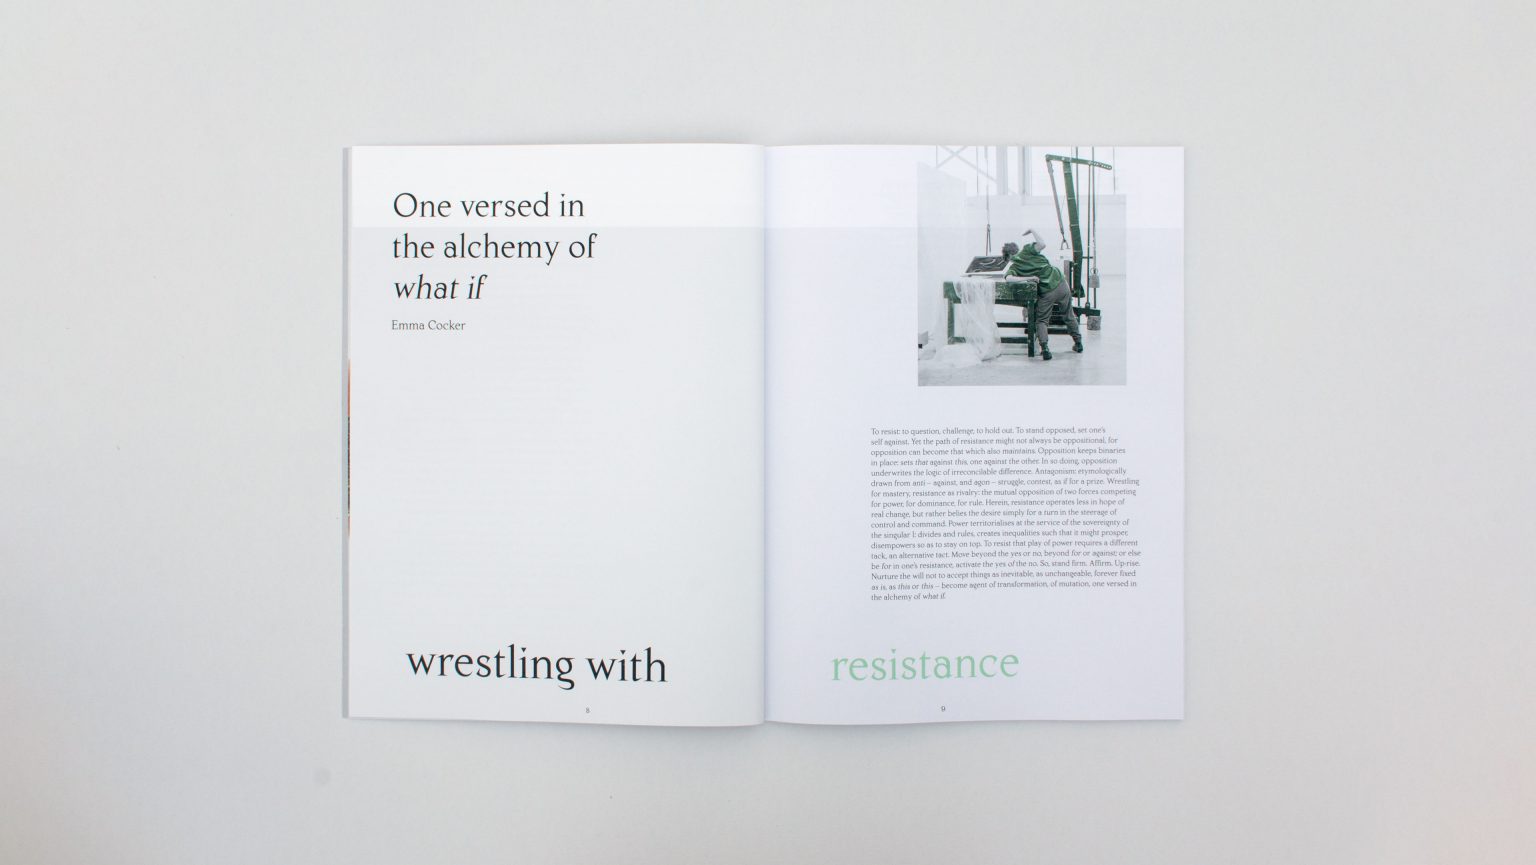 One versed in
the alchemy of
what if
Emma Cocker
wrestling with
8
To resist: to question, challenge, to hold out. To stand opposed, set one's
self against. Yet the path of resistance might not always be oppositional, for
opposition can become that which also maintains. Opposition keeps binaries
in place; sets that against this, one against the other. In so doing, opposition
underwrites the logic of irreconcilable difference. Antagonism: etymologically
drawn from anti – against, and agon – struggle, contest, as if for a prize. Wrestling
for mastery, resistance as rivalry: the mutual opposition of two forces competing
for power, for dominance, for rule. Herein, resistance operates less in hope of
real change, but rather belies the desire simply for a turn in the steerage of
control and command. Power territorialises at the service of the sovereignty of
the singular I: divides and rules, creates inequalities such that it might prosper,
disempowers so as to stay on top. To resist that play of power requires a different
tack, an alternative tact. Move beyond the yes or no, beyond for or against; or else
be for in one's resistance, activate the yes of the no. So, stand firm. Affirm. Up-rise.
Nurture the will not to accept things as inevitable, as unchangeable, forever fixed
as is, as this or this – become agent of transformation, of mutation, one versed in
the alchemy of what if.
resistance
9